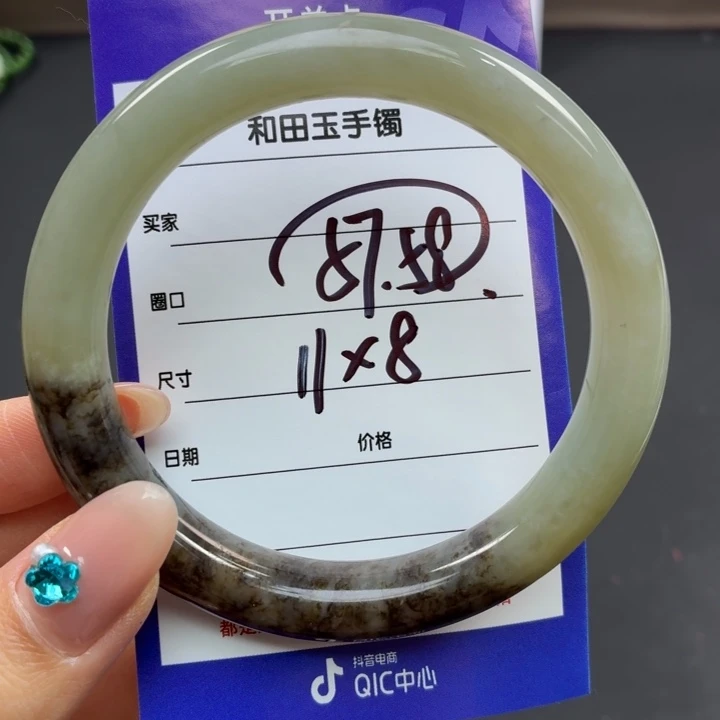 和田玉手镯
买家
圈口 57.58
尺寸 11×8
日期 价格
抖音电商
QIC中心